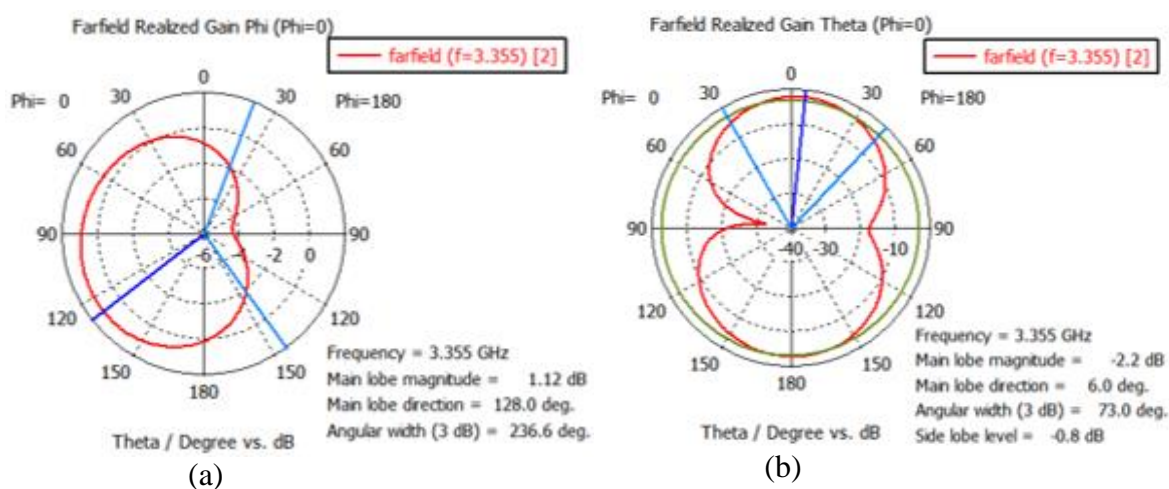 Farfield Realized Gain Phi (Phi=0)
farfield (f=3.355) [2]
0
Phi= 0
30
30
Phi=180
60
60
90
90
-6
-4
-2
0
120
120
150
150
180
Frequency = 3.355 GHz
Main lobe magnitude = 1.12 dB
Main lobe direction = 128.0 deg.
Angular width (3 dB) = 236.6 deg.
Theta / Degree vs. dB
(a)
Farfield Realized Gain Theta (Phi=0)
farfield (f=3.355) [2]
0
Phi= 0
30
30
Phi=180
60
60
90
90
-40
-30
-10
120
120
150
150
180
Frequency = 3.355 GHz
Main lobe magnitude = -2.2 dB
Main lobe direction = 6.0 deg.
Angular width (3 dB) = 73.0 deg.
Side lobe level = -0.8 dB
Theta / Degree vs. dB
(b)